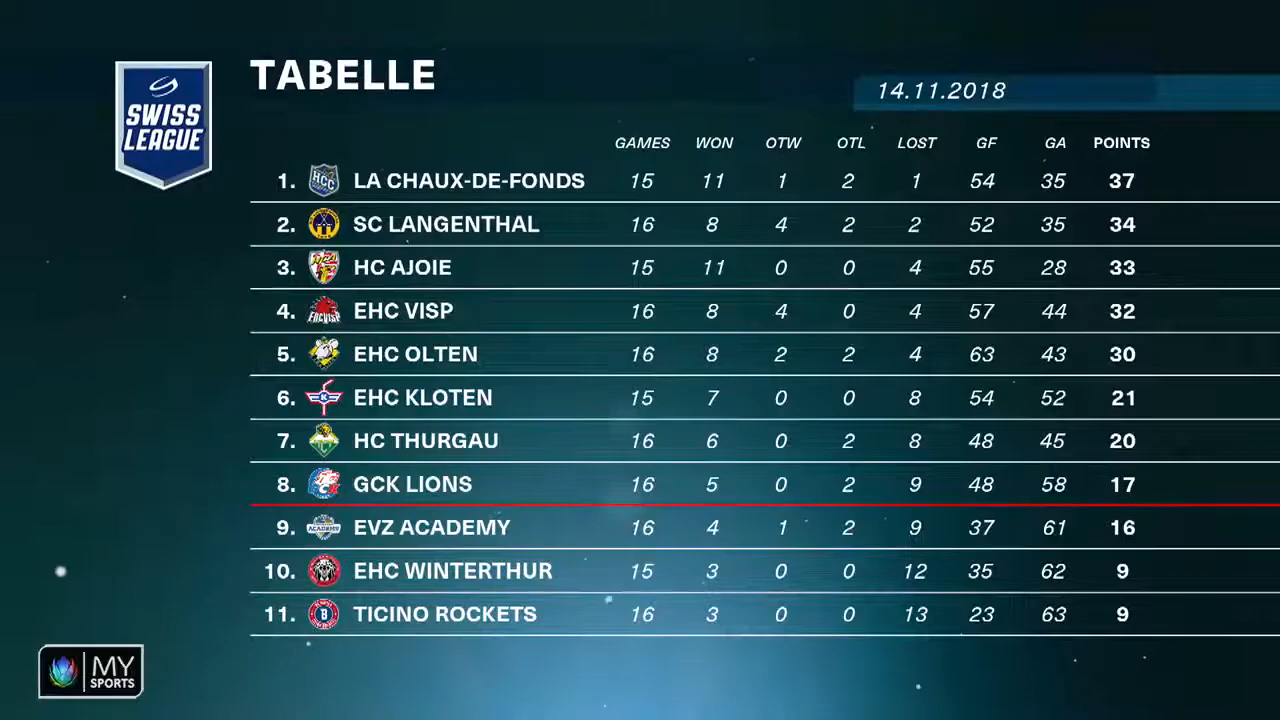 TABELLE
14.11.2018
SWISS
LEAGUE
GAMES WON OTW OTL LOST GF GA POINTS
1. HCC LA CHAUX-DE-FONDS 15 11 1 2 1 54 35 37
2. SC LANGENTHAL 16 8 4 2 2 52 35 34
3. HC AJOIE 15 11 0 0 4 55 28 33
4. EHC VISP 16 8 4 0 4 57 44 32
5. EHC OLTEN 16 8 2 2 4 63 43 30
6. K EHC KLOTEN 15 7 0 0 8 54 52 21
7. HC THURGAU 16 6 0 2 8 48 45 20
8. GCK LIONS 16 5 0 2 9 48 58 17
9. ACADEMY EVZ ACADEMY 16 4 1 2 9 37 61 16
10. EHC WINTERTHUR 15 3 0 0 12 35 62 9
11. B TICINO ROCKETS 16 3 0 0 13 23 63 9
MY
SPORTS